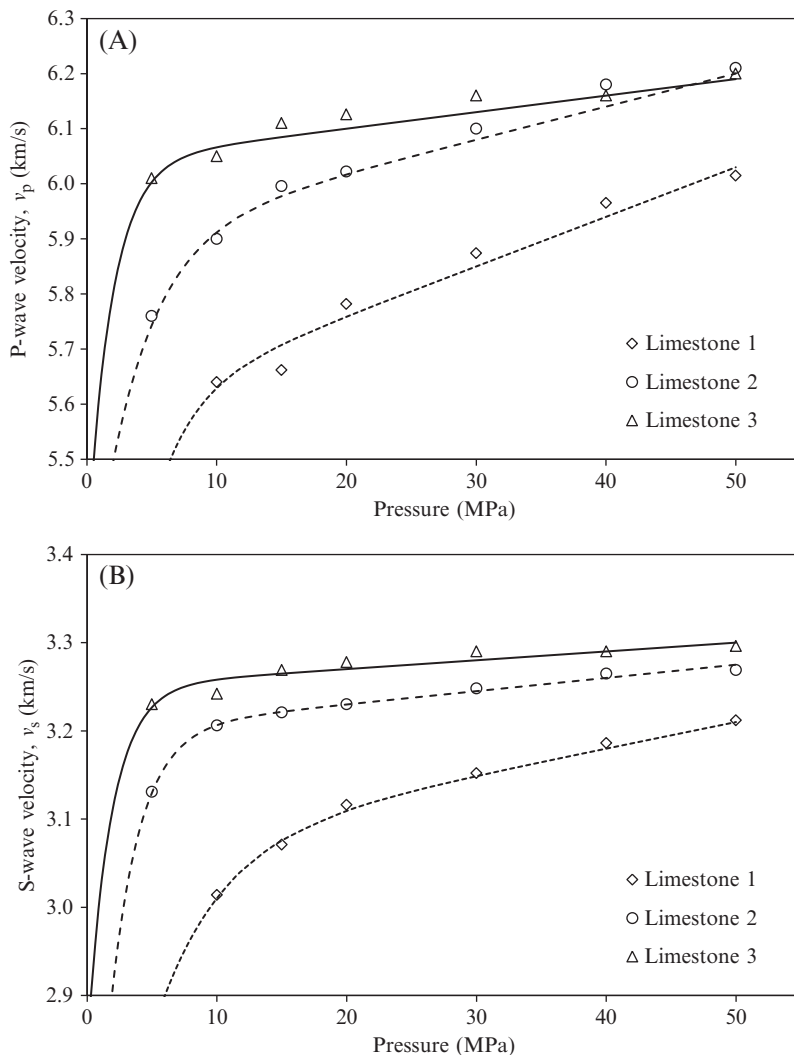 (A)
6.3
6.2
6.1
6.0
5.9
5.8
5.7
5.6
5.5
P-wave velocity, vp (km/s)
Limestone 1
Limestone 2
Limestone 3
0 10 20 30 40 50
Pressure (MPa)
(B)
3.4
3.3
3.2
3.1
3.0
2.9
S-wave velocity, vs (km/s)
Limestone 1
Limestone 2
Limestone 3
0 10 20 30 40 50
Pressure (MPa)